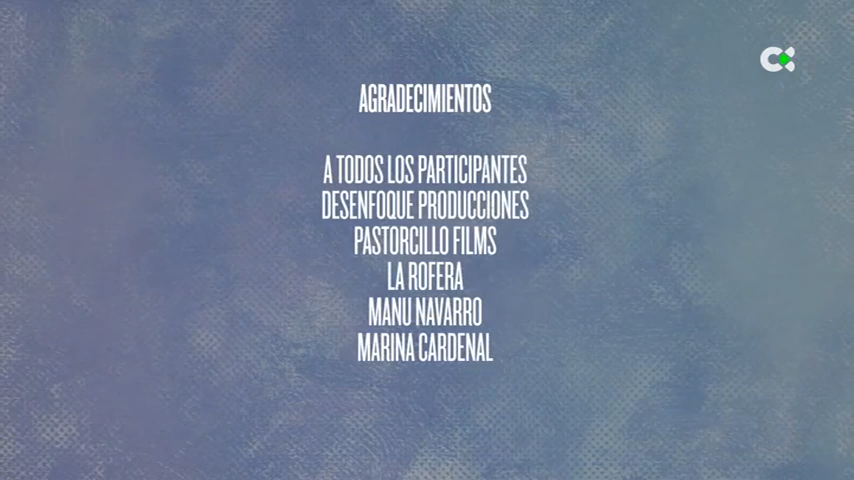 AGRADECIMIENTOS
A TODOS LOS PARTICIPANTES
DESENFOQUE PRODUCCIONES
PASTORCILLO FILMS
LA ROFERA
MANU NAVARRO
MARINA CARDENAL